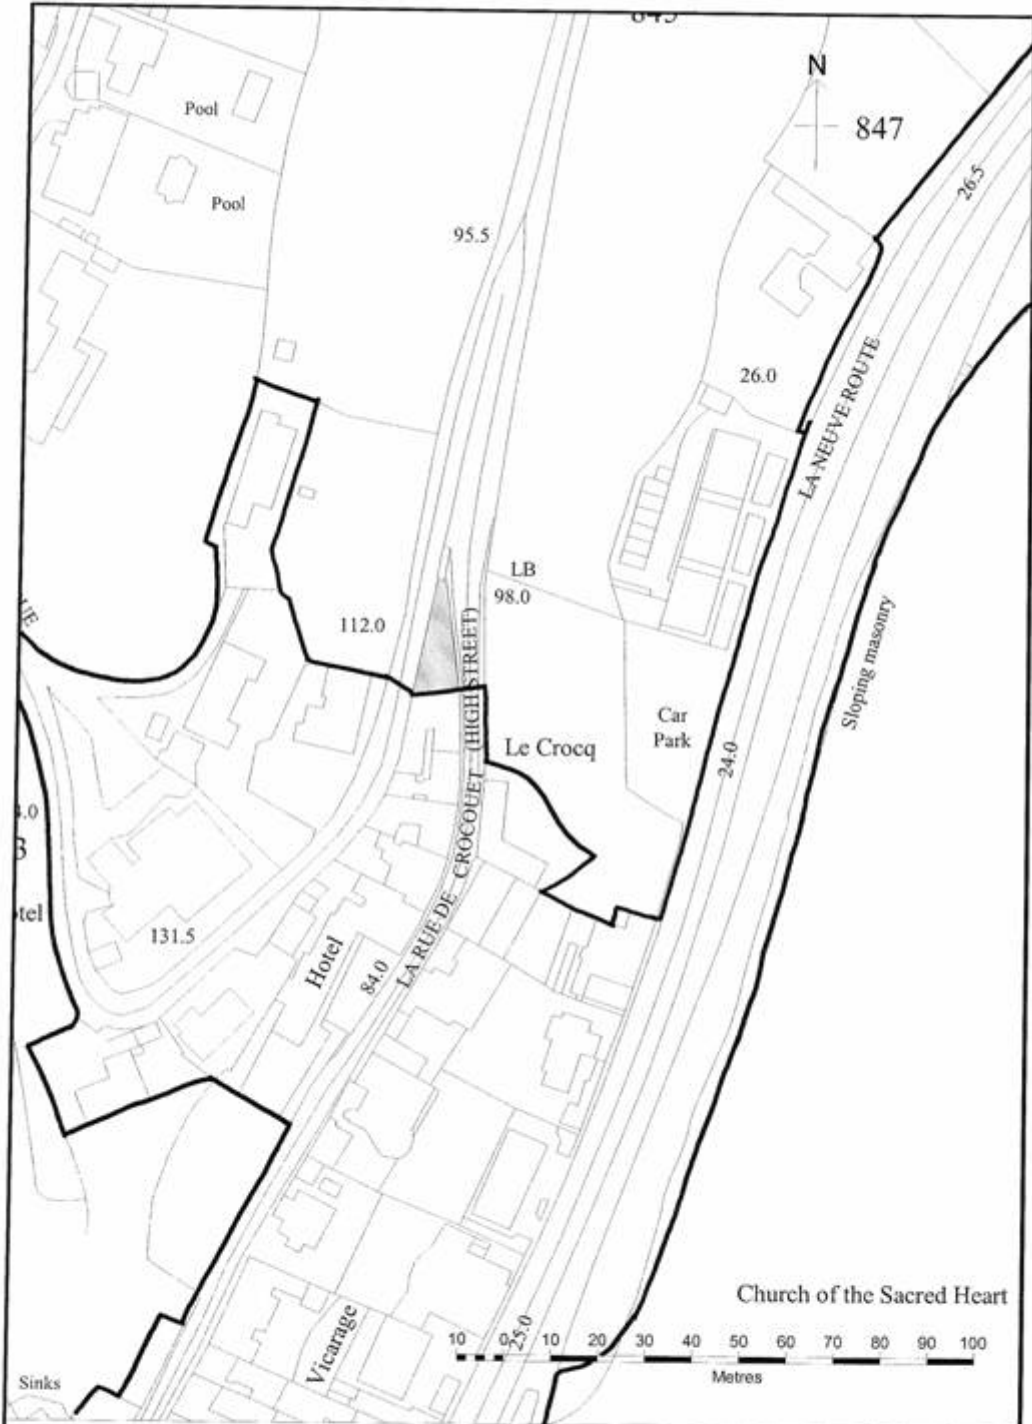 N
847
Pool
Pool
26.5
95.5
LA NEUVE ROUTE
26.0
LB
98.0
112.0
Sloping masonry
Car
Park
Le Crocq
24.0
LA RUE DE CROCQUET (HIGH STREET)
131.5
Hotel
84.0
Church of the Sacred Heart
Vicarage
25.0
10 0 10 20 30 40 50 60 70 80 90 100
Metres
Sinks